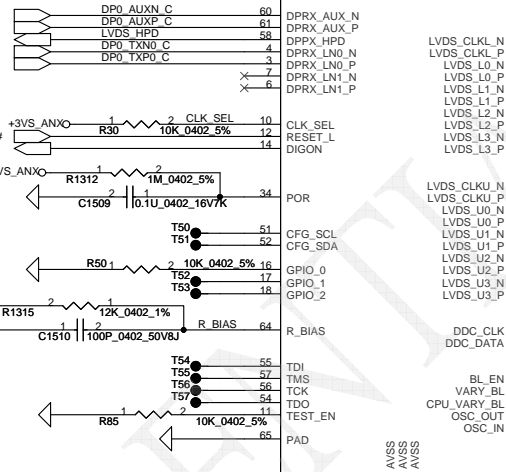 DP0_AUXN_C 60 DPRX_AUX_N
DP0_AUXP_C 61 DPRX_AUX_P
LVDS_HPD 58 DPPX_HPD LVDS_CLKL_N
DP0_TXN0_C 4 DPRX_LN0_N LVDS_CLKL_P
DP0_TXP0_C 3 DPRX_LN0_P LVDS_L0_N
7 DPRX_LN1_N LVDS_L0_P
6 DPRX_LN1_P LVDS_L1_N
LVDS_L1_P
LVDS_L2_N
+3VS_ANX 1 2 CLK_SEL 10 CLK_SEL LVDS_L2_P
R30 10K_0402_5% 12 RESET_L LVDS_L3_N
14 DIGON LVDS_L3_P
VS_ANX 1 2
R1312 1M_0402_5%
LVDS_CLKU_N
2 1 34 POR LVDS_CLKU_P
C1509 0.1U_0402_16V7K LVDS_U0_N
LVDS_U0_P
T50 51 CFG_SCL LVDS_U1_N
T51 52 CFG_SDA LVDS_U1_P
LVDS_U2_N
R50 1 2 10K_0402_5% 16 GPIO_0 LVDS_U2_P
T52 17 GPIO_1 LVDS_U3_N
T53 18 GPIO_2 LVDS_U3_P
2 1
R1315 12K_0402_1%
2 1 R_BIAS 64 R_BIAS DDC_CLK
C1510 100P_0402_50V8J DDC_DATA
T54 55 TDI
T55 57 TMS BL_EN
T56 56 TCK VARY_BL
T57 54 TDO CPU_VARY_BL
1 2 11 TEST_EN OSC_OUT
R85 10K_0402_5% OSC_IN
65 PAD
AVSS
AVSS
AVSS